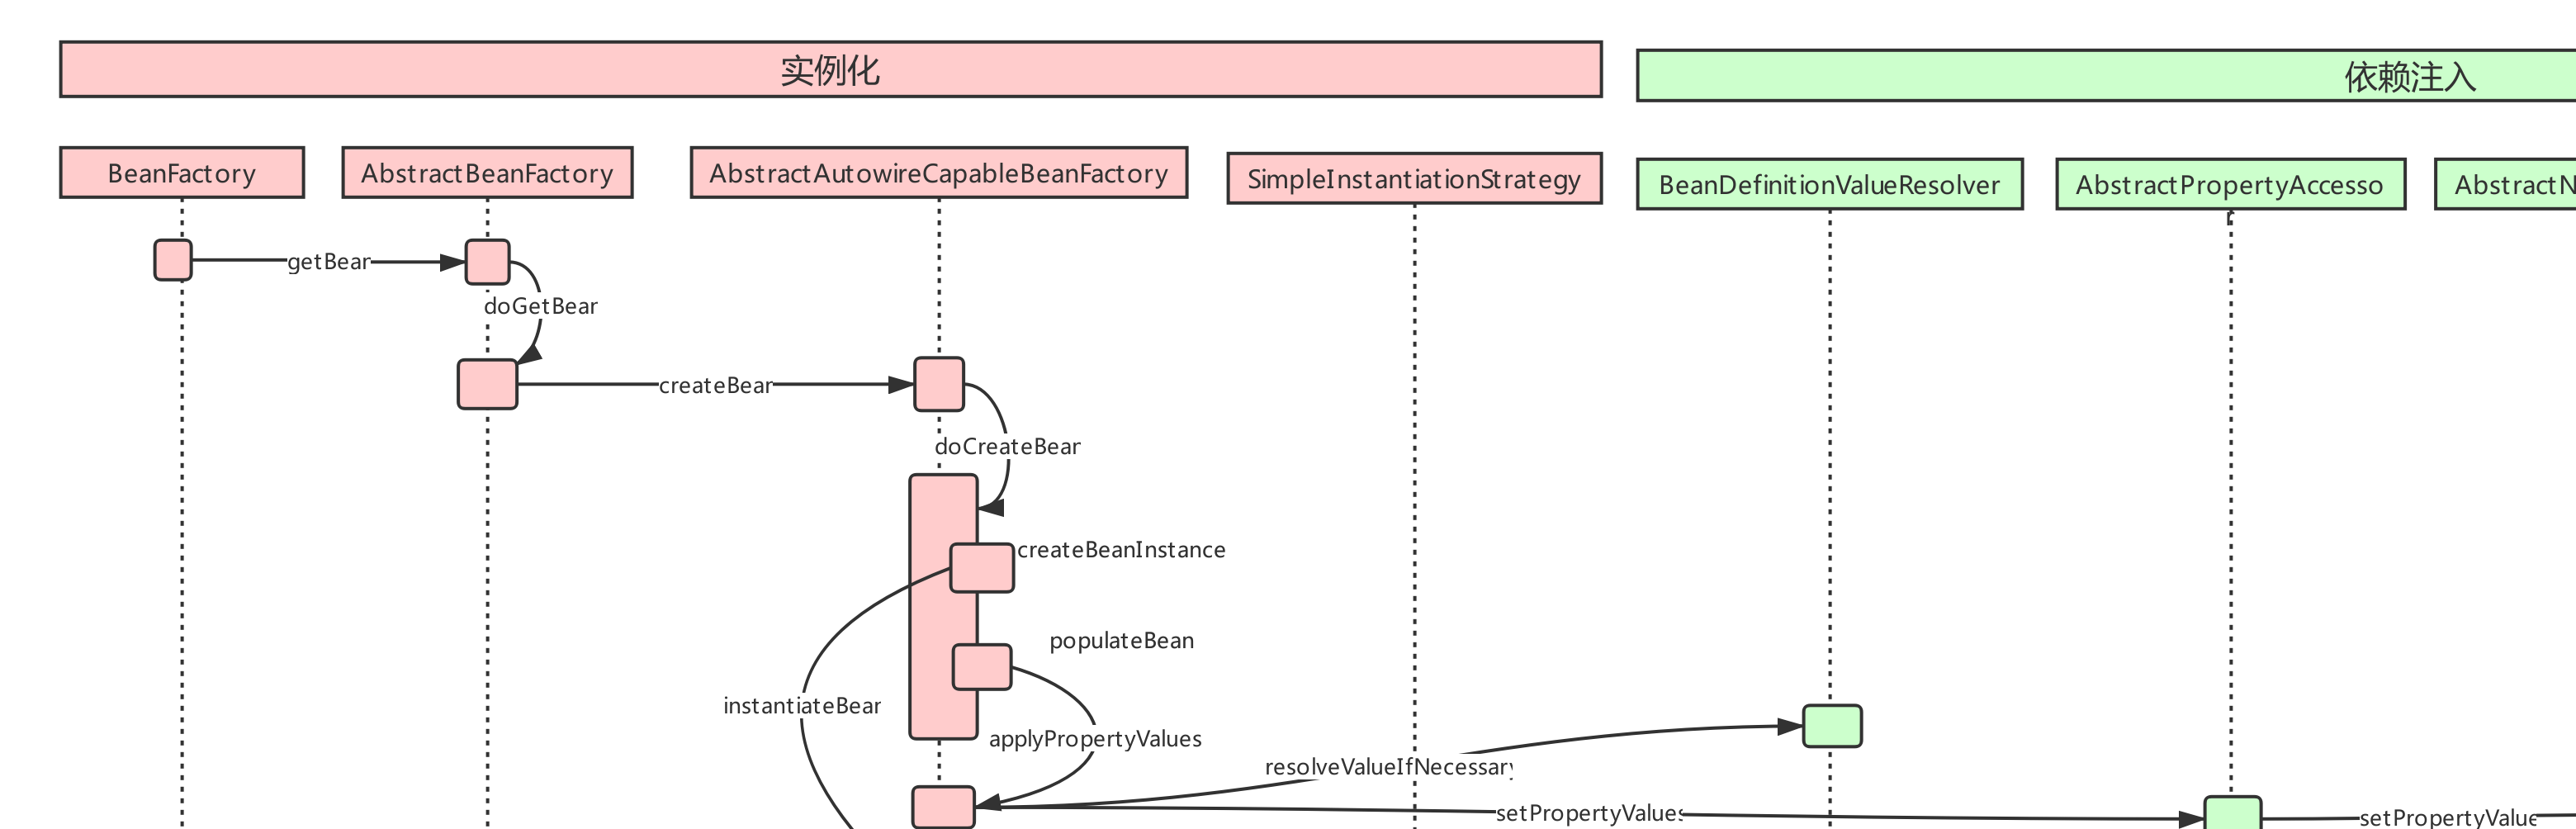 实例化
依赖注入
BeanFactory
AbstractBeanFactory
AbstractAutowireCapableBeanFactory
SimpleInstantiationStrategy
BeanDefinitionValueResolver
AbstractPropertyAccesso
r
AbstractN
getBear
doGetBear
createBear
doCreateBear
createBeanInstance
populateBean
instantiateBear
applyPropertyValues
resolveValueIfNecessary
setPropertyValues
setPropertyValue